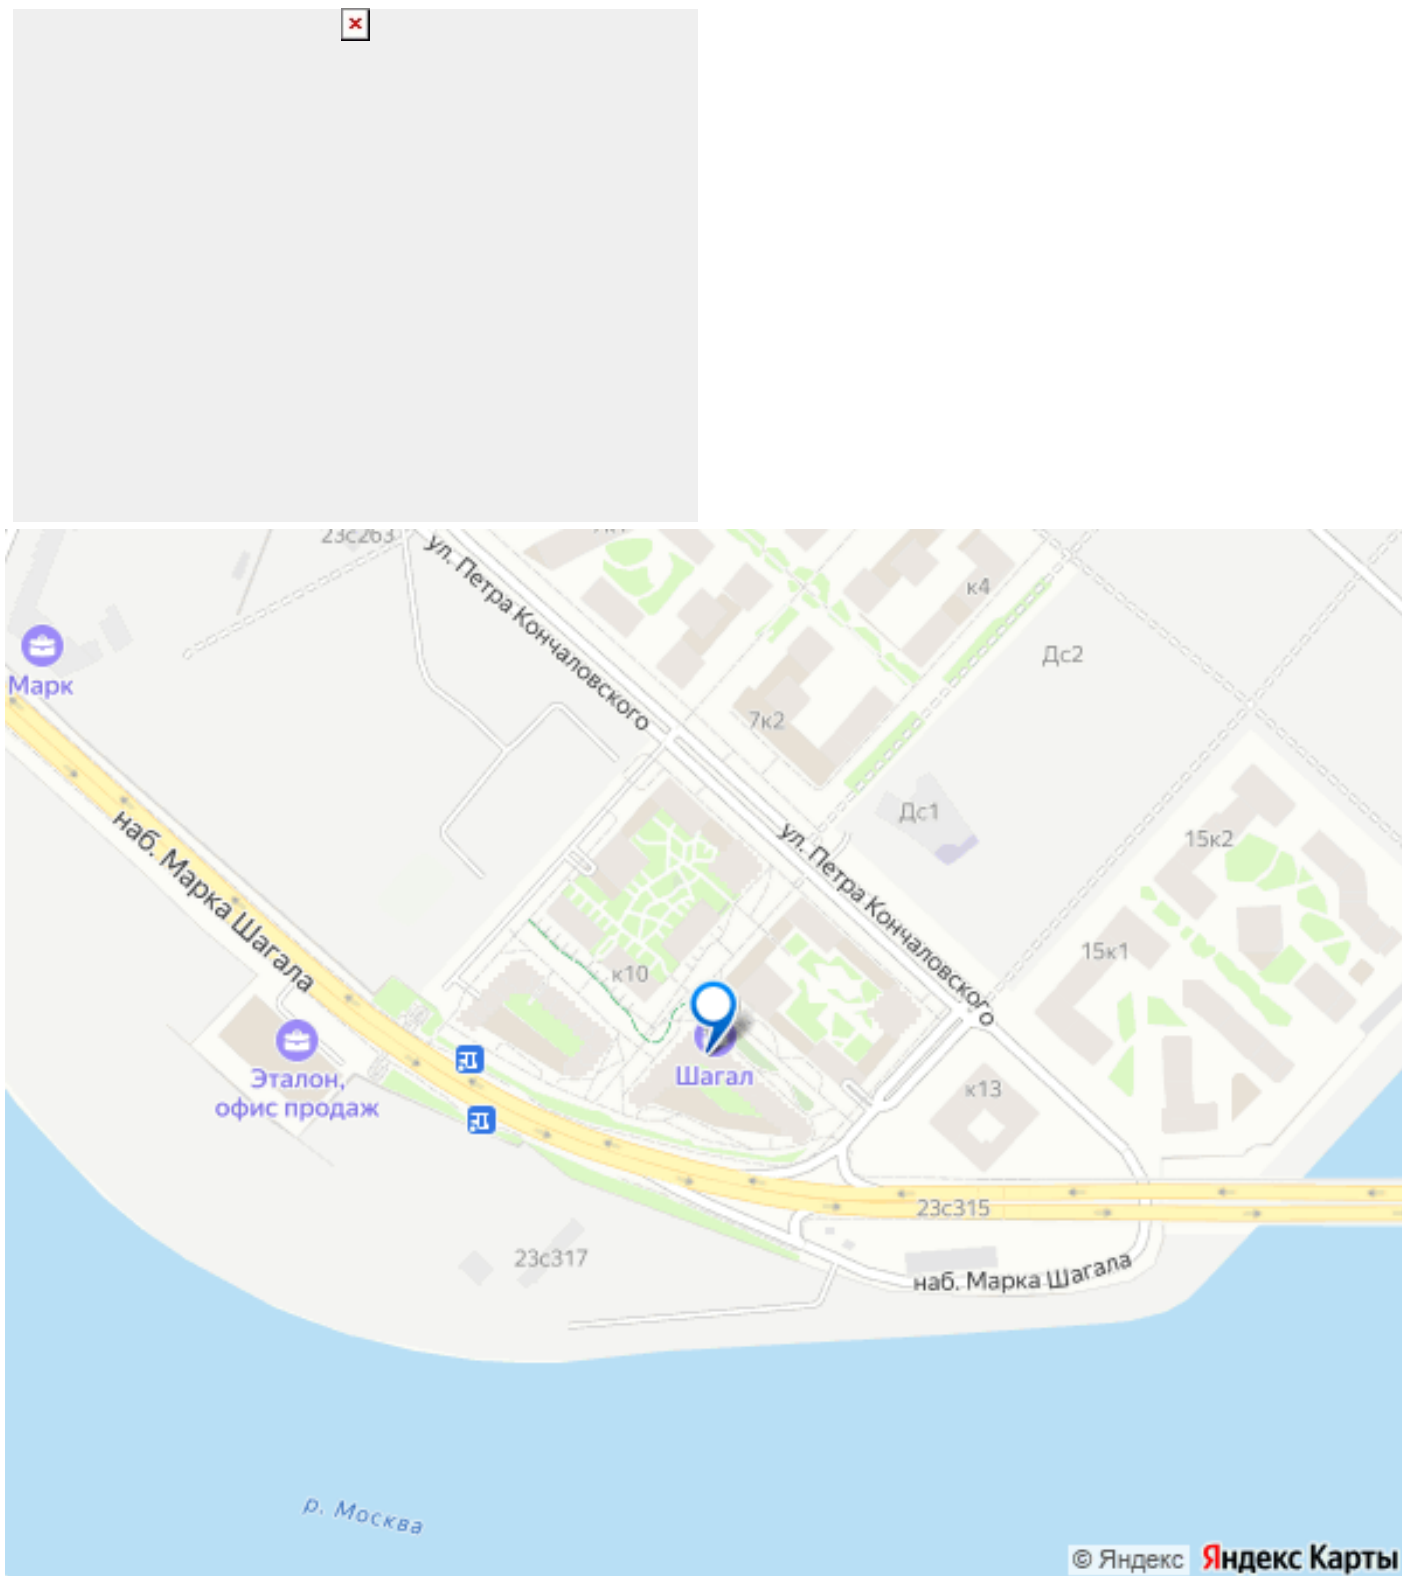 23с263
ул. Петра Кончаловского
к4
Дс2
Марк
7к2
Дс1
15к2
наб. Марка Шагала
ул. Петра Кончаловского
15к1
к10
Шагал
Эталон,
офис продаж
к13
23с315
23с317
наб. Марка Шагала
р. Москва
© Яндекс Яндекс Карты